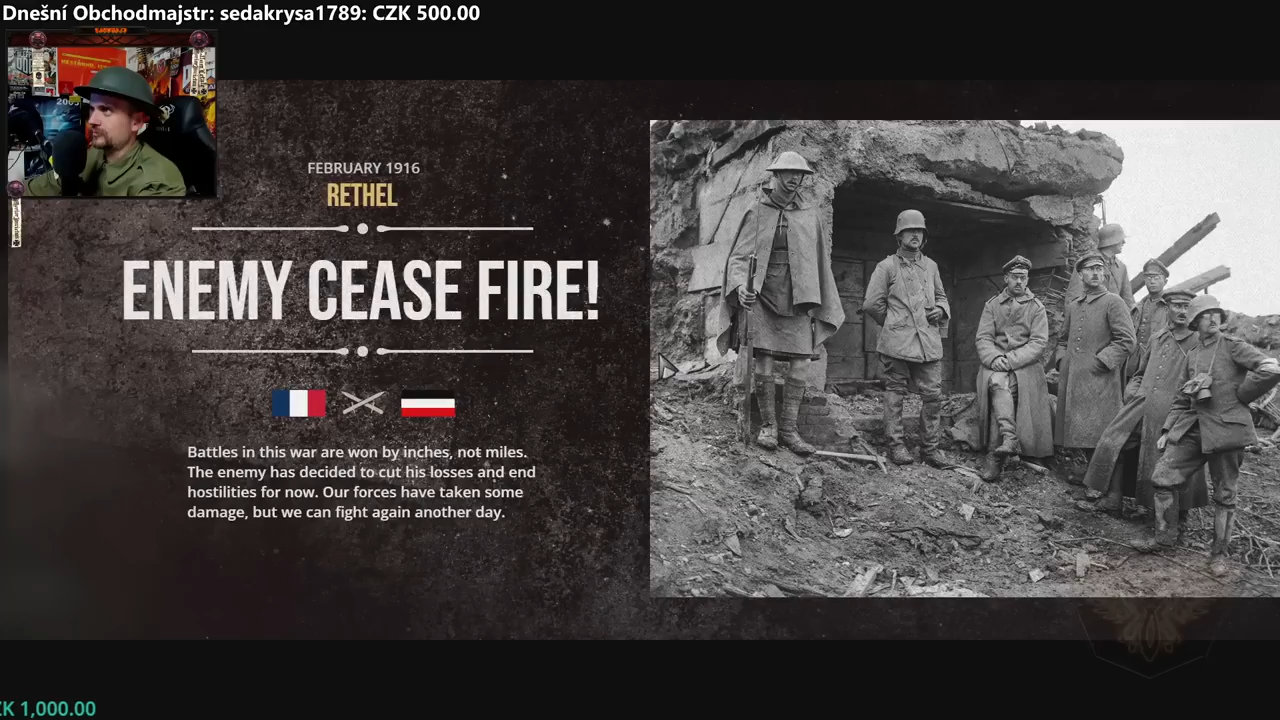 Dnešní Obchodmajstr: sedakrysa1789: CZK 500.00
FEBRUARY 1916
RETHEL
ENEMY CEASE FIRE!
Battles in this war are won by inches, not miles.
The enemy has decided to cut his losses and end
hostilities for now. Our forces have taken some
damage, but we can fight again another day.
ZK 1,000.00